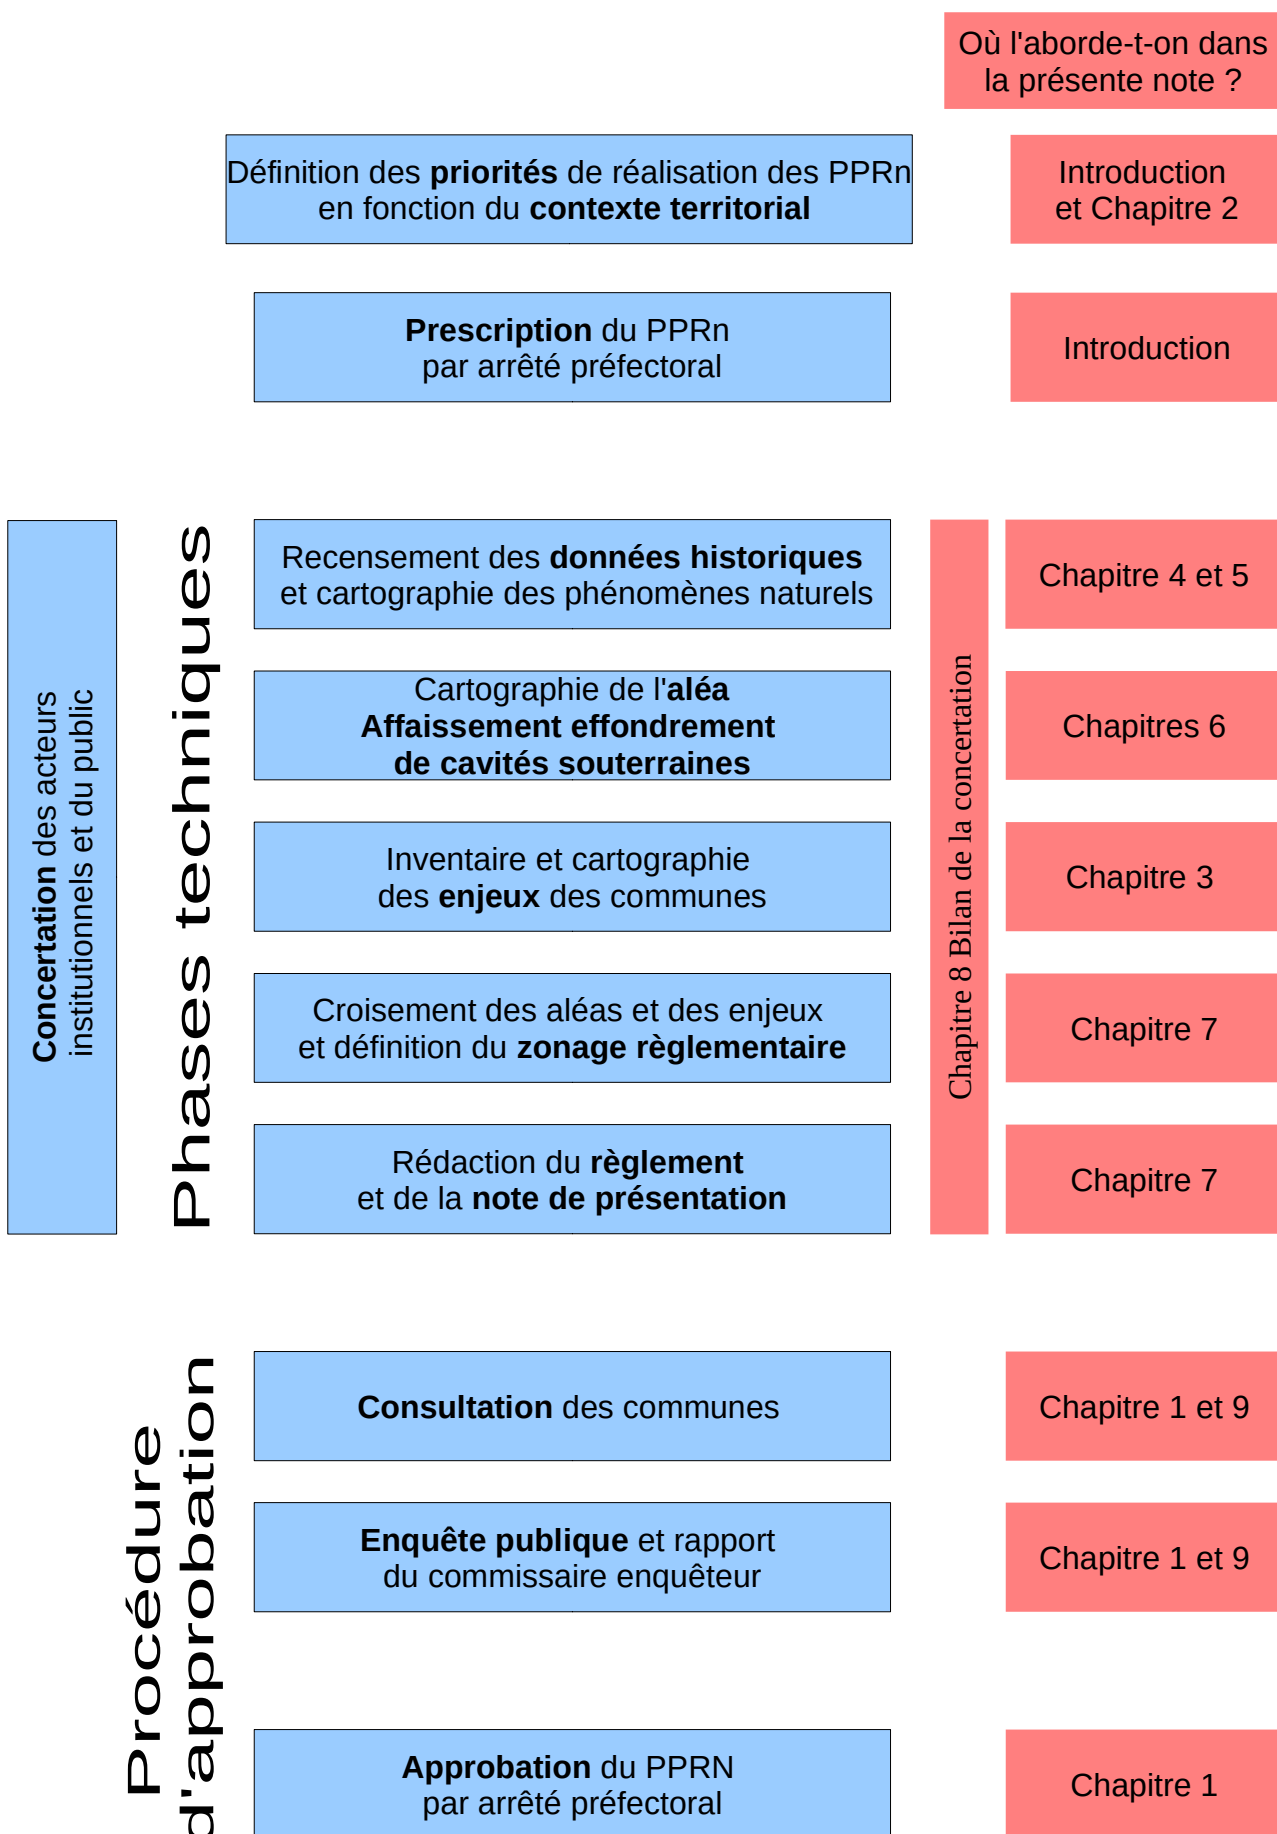 Où l'aborde-t-on dans
la présente note ?
Définition des priorités de réalisation des PPRn
en fonction du contexte territorial
Introduction
et Chapitre 2
Prescription du PPRn
par arrêté préfectoral
Introduction
Concertation des acteurs
institutionnels et du public
Phases techniques
Recensement des données historiques
et cartographie des phénomènes naturels
Chapitre 8 Bilan de la concertation
Chapitre 4 et 5
Cartographie de l'aléa
Affaissement effondrement
de cavités souterraines
Chapitres 6
Inventaire et cartographie
des enjeux des communes
Chapitre 3
Croisement des aléas et des enjeux
et définition du zonage règlementaire
Chapitre 7
Rédaction du règlement
et de la note de présentation
Chapitre 7
Procédure
d'approbation
Consultation des communes
Chapitre 1 et 9
Enquête publique et rapport
du commissaire enquêteur
Chapitre 1 et 9
Approbation du PPRN
par arrêté préfectoral
Chapitre 1